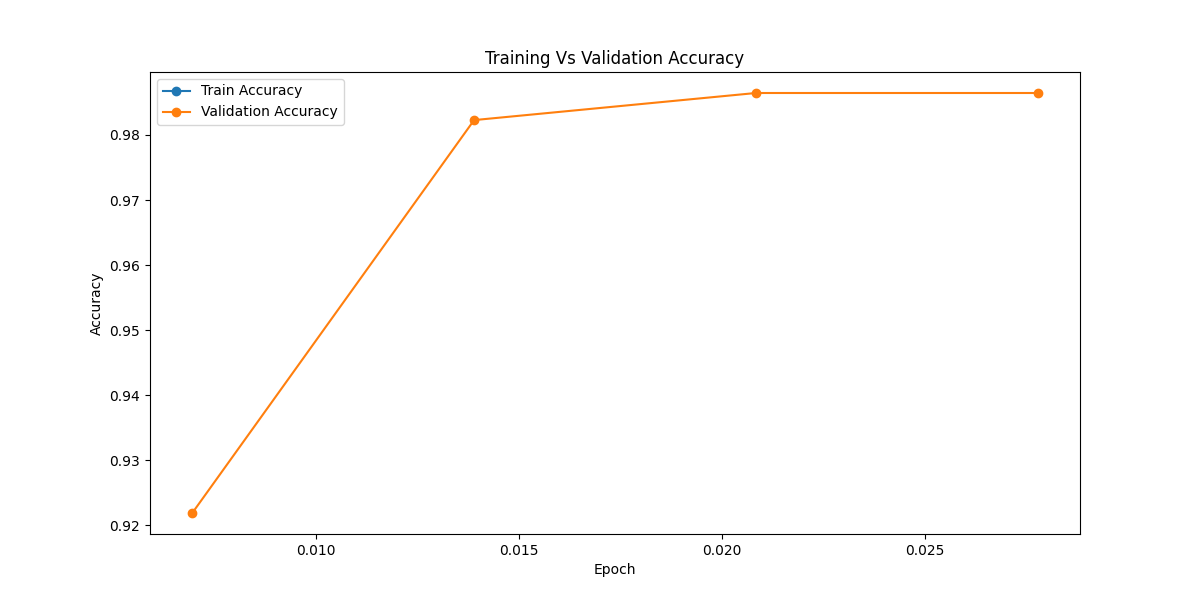 Training Vs Validation Accuracy
Train Accuracy
Validation Accuracy
0.98
0.97
0.96
0.95
0.94
0.93
0.92
Accuracy
0.010
0.015
0.020
0.025
Epoch